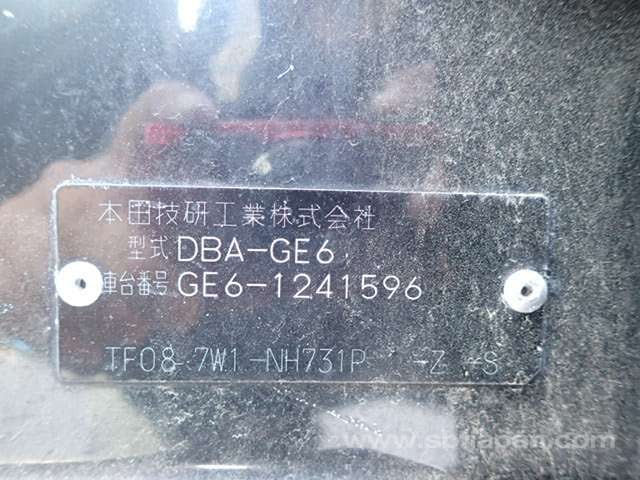 本田技研工業株式会社
型式 DBA-GE6
車台番号 GE6-1241596
TF08 7W1-NH731P -Z -S
www.sbtjapan.com